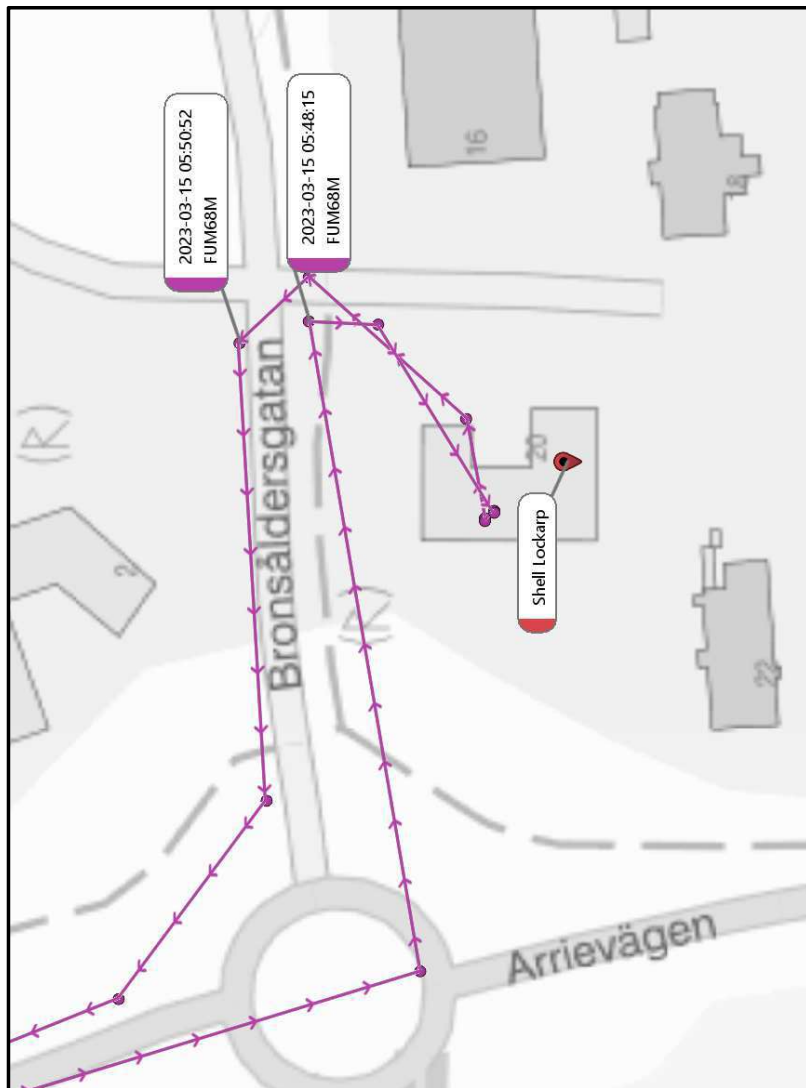 2023-03-15 05:50:52
FUM68M
2023-03-15 05:48:15
FUM68M
16
18
Bronsåldersgatan
(R)
20
Shell Lockarp
2
(R)
22
Arrievägen